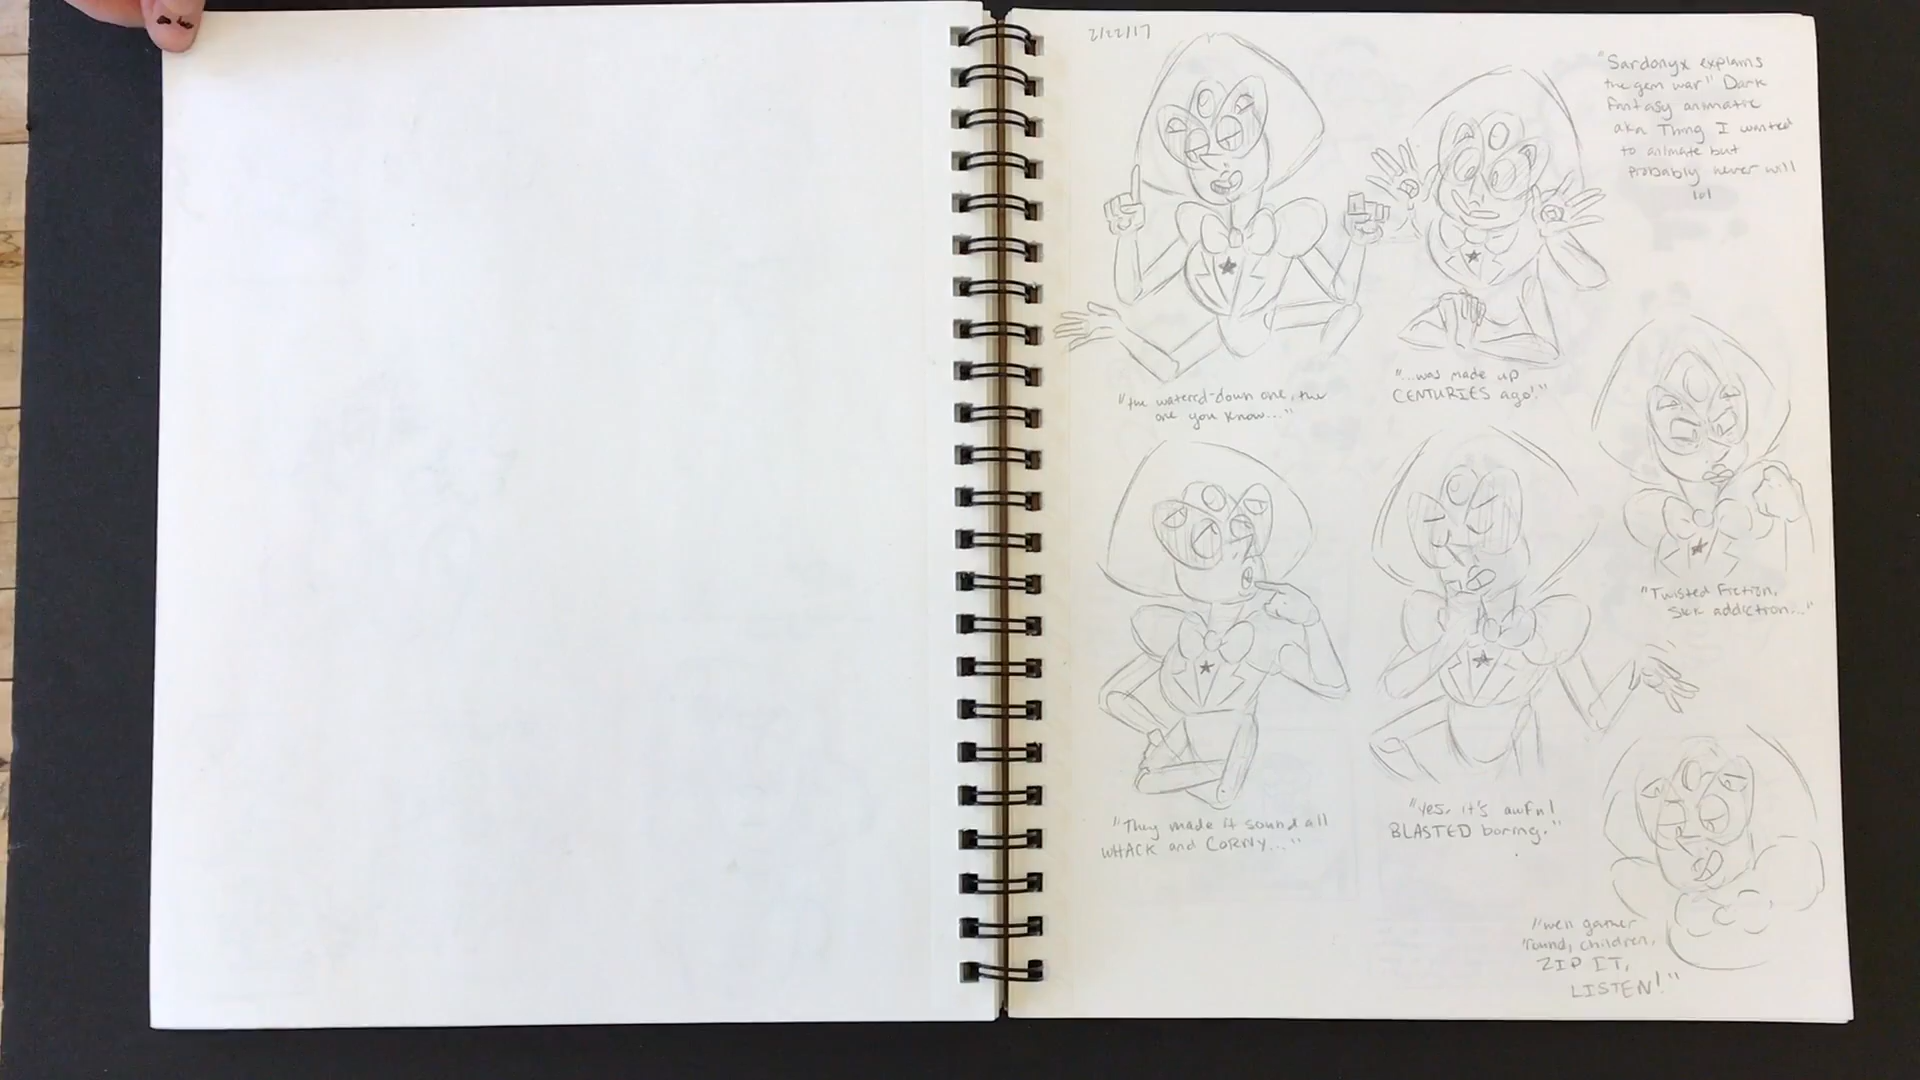 2/22/17
"Sardonyx explains
the gem war" Dark
Fantasy animatic
aka Thing I wanted
to animate but
probably never will
lol
"the watered-down one, the
one you know..."
"...was made up
CENTURIES ago!"
"Twisted Fiction,
sick addiction..."
"They made it sound all
WHACK and CORNY..."
"Yes, it's awful
BLASTED boring."
"well gather
'round, children,
ZIP IT,
LISTEN!"